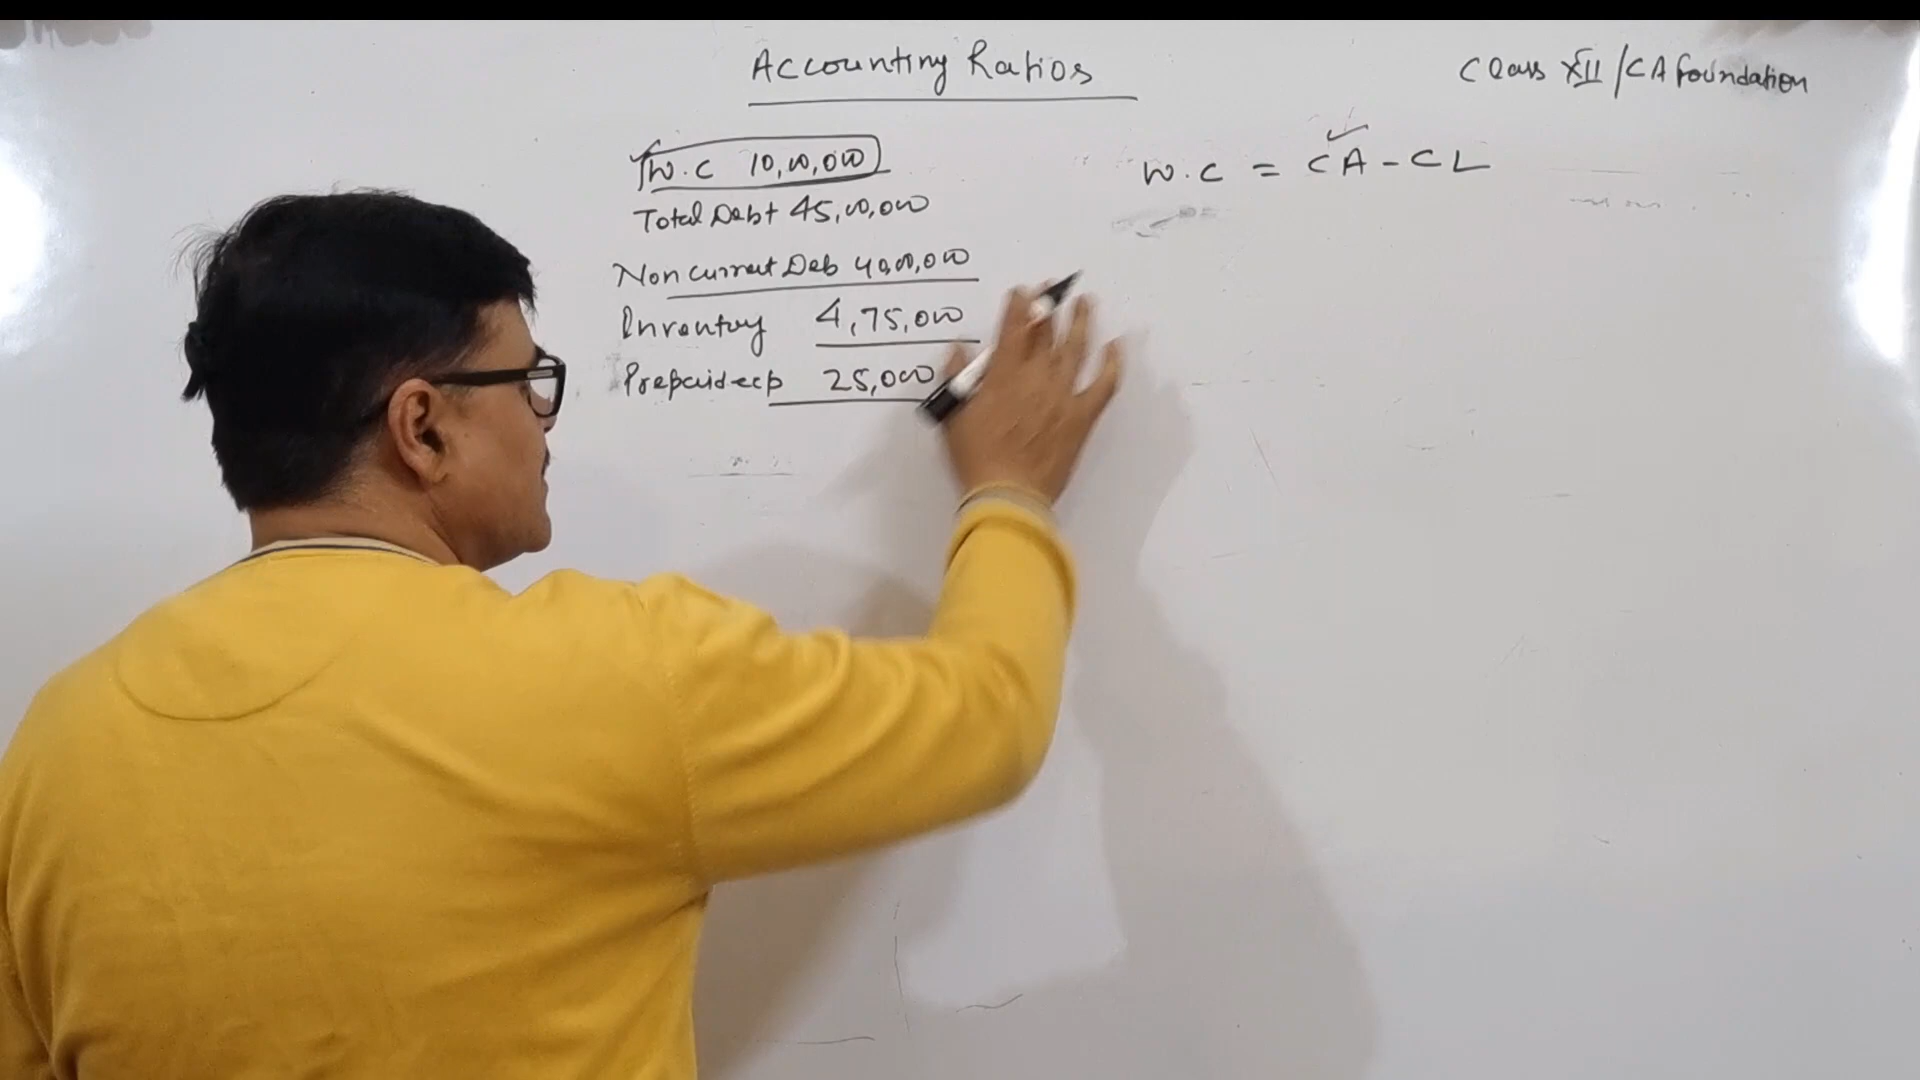 Accounting Ratios
Class XII / CA Foundation
W.C 10,00,000
W.C = CA - CL
Total Debt 45,00,000
Non current Deb 40,00,000
Inventory 4,75,000
Prepaid exp 25,000